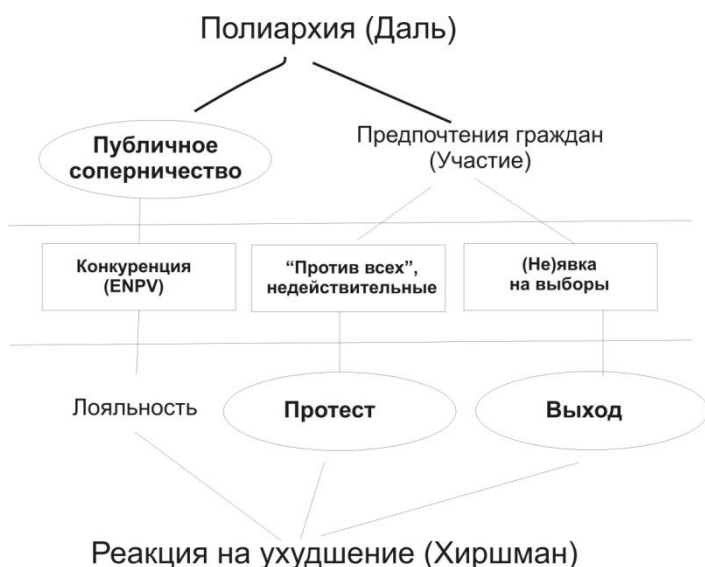 Полиархия (Даль)
Публичное
соперничество
Предпочтения граждан
(Участие)
Конкуренция
(ENPV)
“Против всех”,
недействительные
(Не)явка
на выборы
Лояльность
Протест
Выход
Реакция на ухудшение (Хиршман)